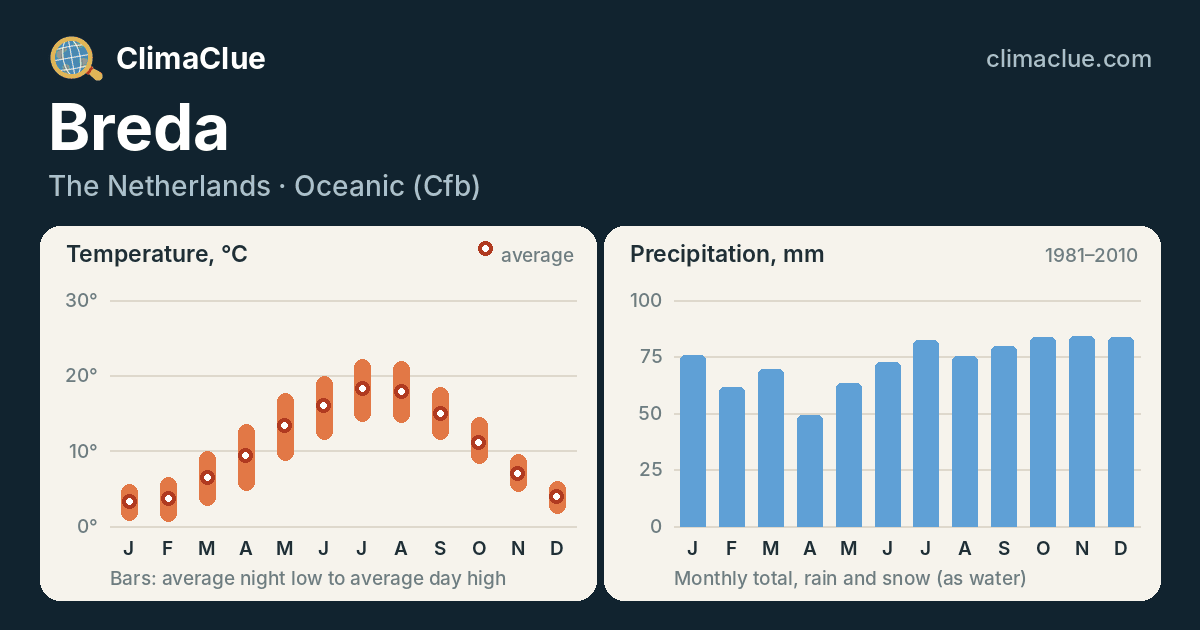 ClimaClue
climaclue.com
Breda
The Netherlands · Oceanic (Cfb)
Temperature, °C
average
30°
20°
10°
0°
J F M A M J J A S O N D
Bars: average night low to average day high
Precipitation, mm
1981–2010
100
75
50
25
0
J F M A M J J A S O N D
Monthly total, rain and snow (as water)